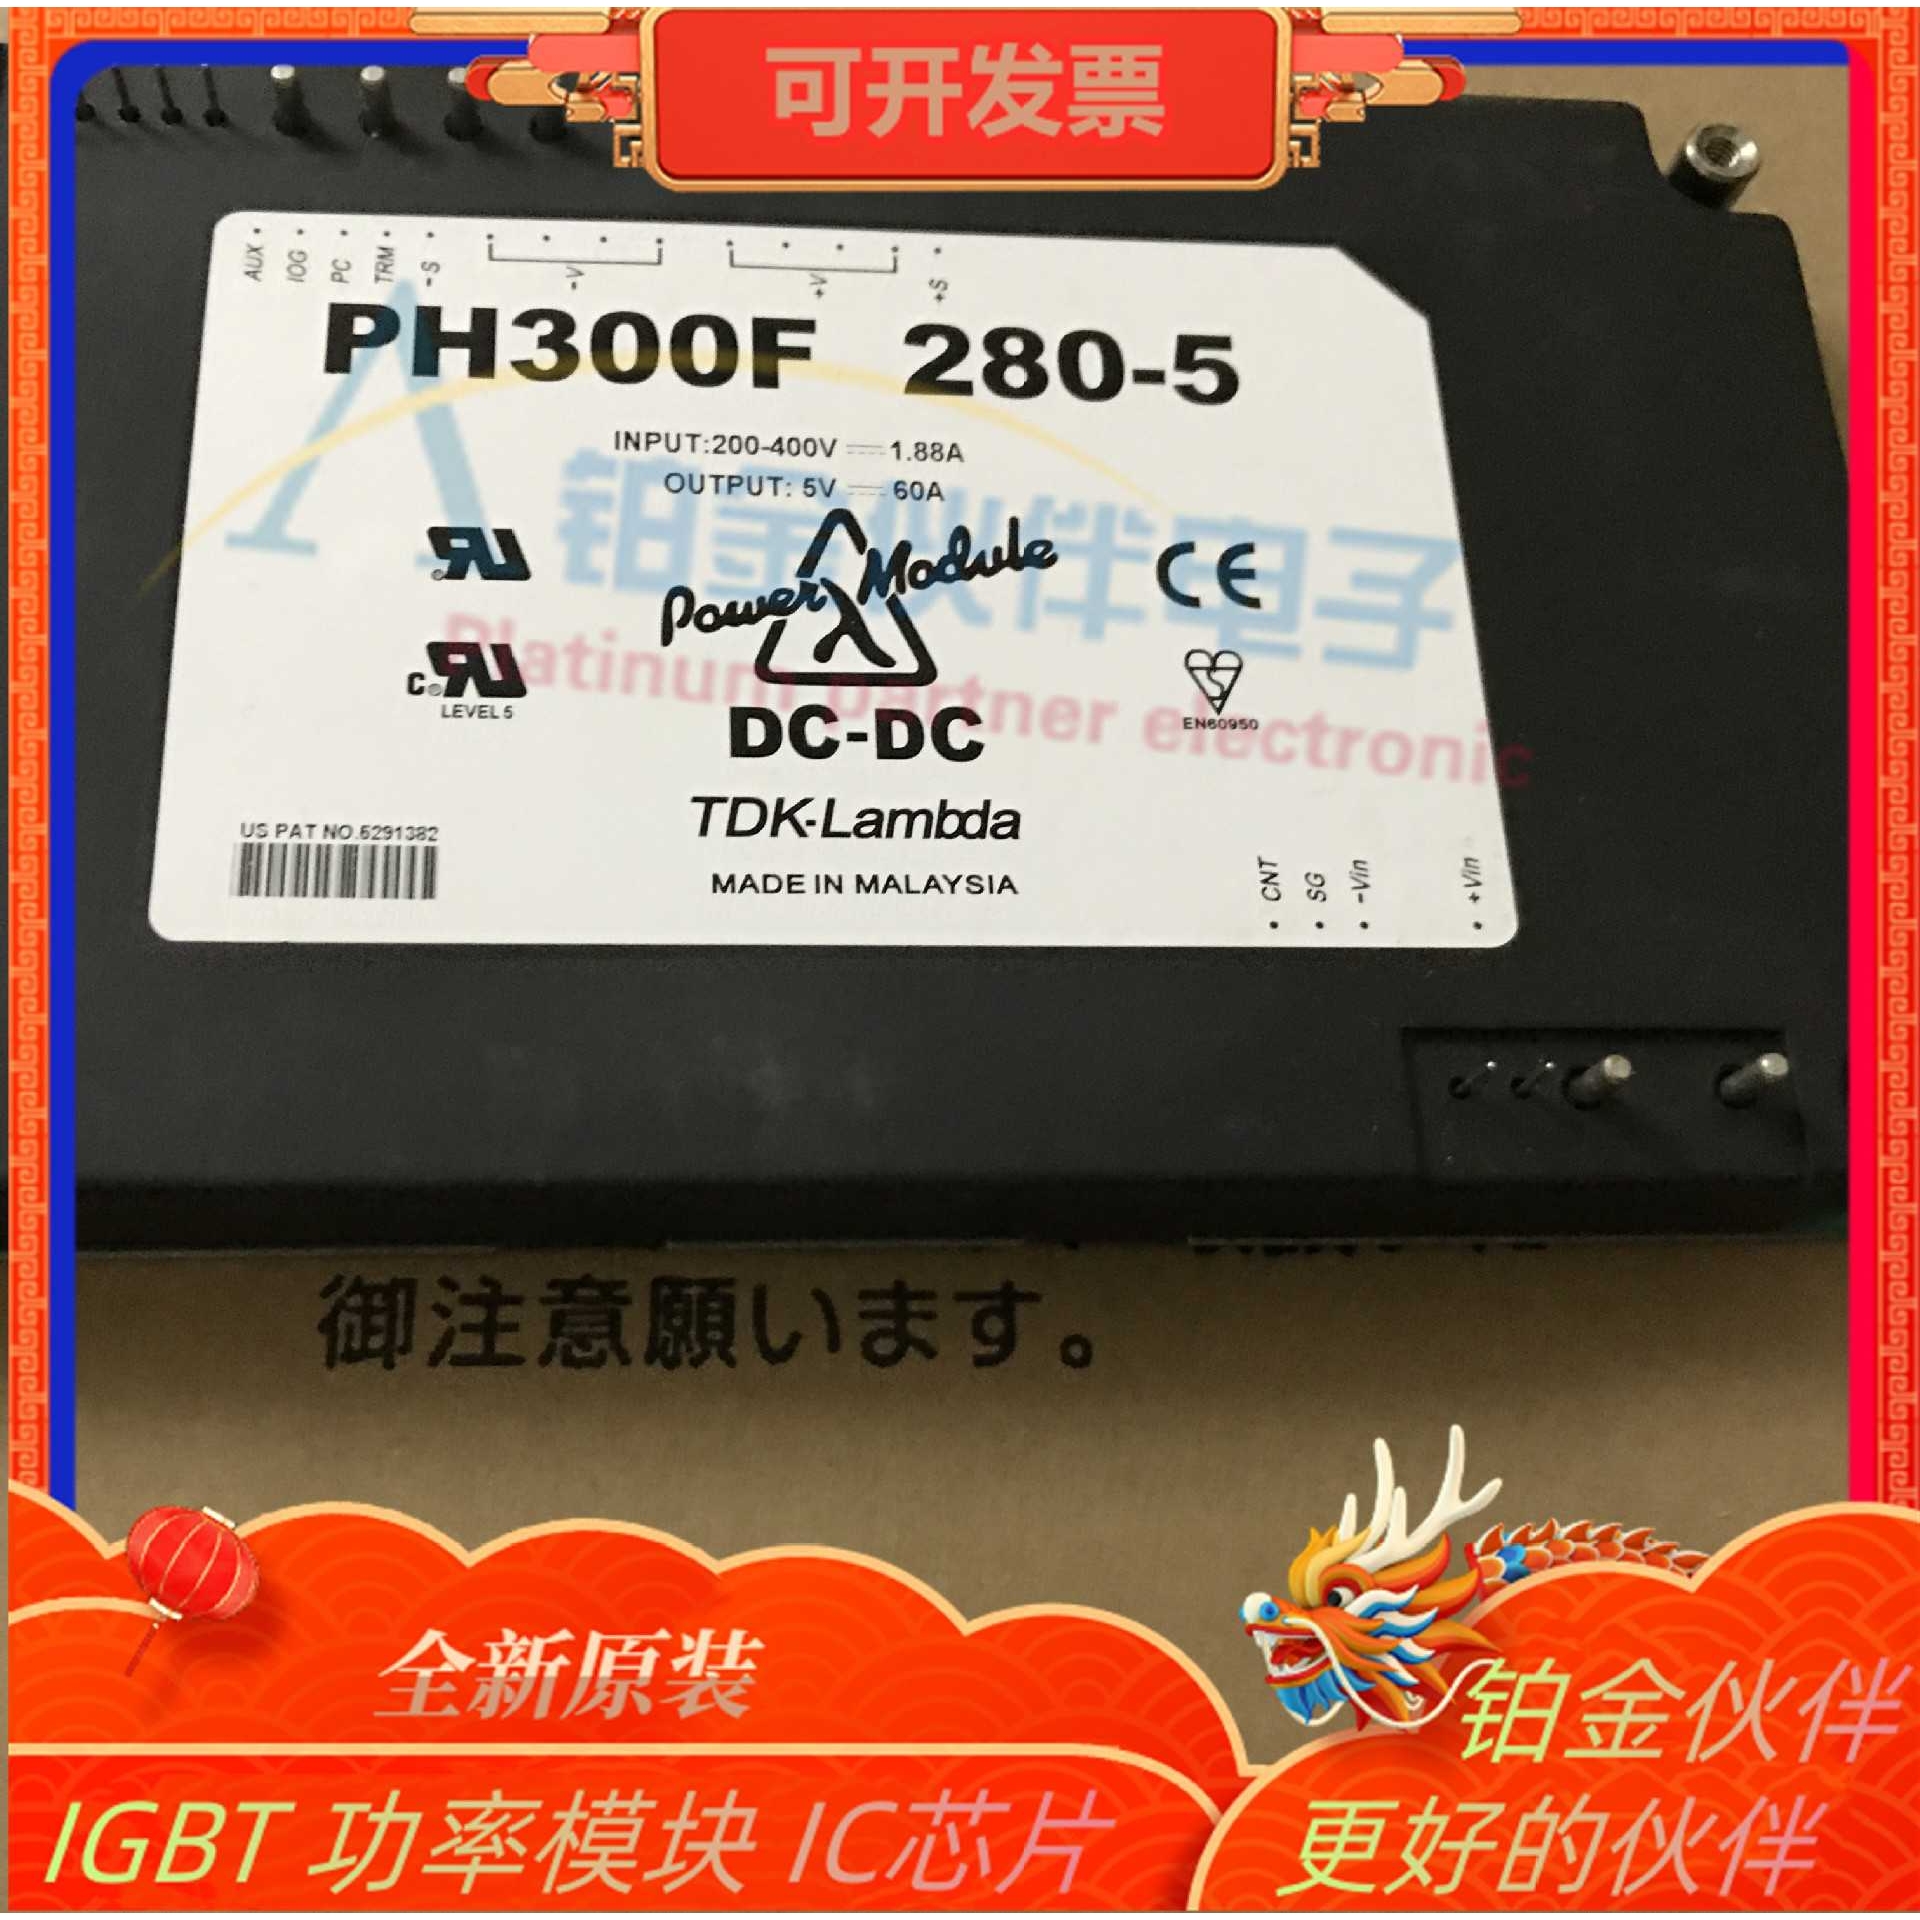 可开发票
AUX IOG PC TRM -S -V +V +S
PH300F 280-5
INPUT:200-400V 1.88A
OUTPUT: 5V 60A
Power Module
CE
铂金伙伴电子
Platinum partner electronic
C
LEVEL 5
EN60950
DC-DC
TDK-Lambda
US PAT NO.5291382
MADE IN MALAYSIA
CNT SG -Vin +Vin
御注意願います。
全新原装
铂金伙伴
IGBT 功率模块 IC芯片
更好的伙伴